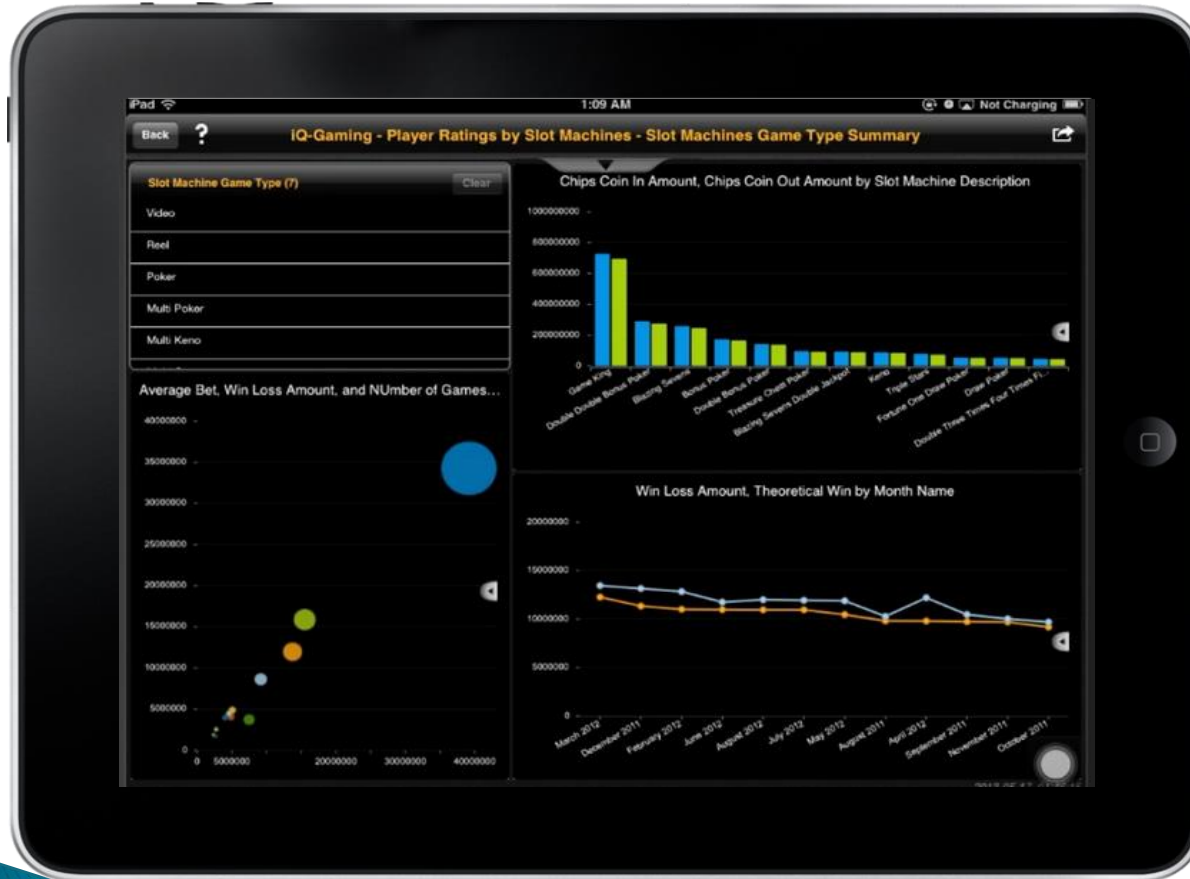 iPad
1:09 AM
Not Charging
Back
?
iQ-Gaming - Player Ratings by Slot Machines - Slot Machines Game Type Summary
Slot Machine Game Type (7)
Clear
Video
Reel
Poker
Multi Poker
Multi Keno
Average Bet, Win Loss Amount, and NUmber of Games...
40000000
35000000
30000000
25000000
20000000
15000000
10000000
5000000
0
0 5000000 20000000 30000000 40000000
Chips Coin In Amount, Chips Coin Out Amount by Slot Machine Description
1000000000
800000000
600000000
400000000
200000000
0
Game King
Double Double Bonus Poker
Blazing Sevens
Bonus Poker
Double Bonus Poker
Treasure Chest Poker
Blazing Sevens Double Jackpot
Keno
Triple Stars
Fortune One Draw Poker
Draw Poker
Double Three Times Four Times Fi...
Win Loss Amount, Theoretical Win by Month Name
20000000
15000000
10000000
5000000
0
March 2012
December 2011
February 2012
June 2012
August 2012
July 2012
May 2012
August 2011
April 2012
September 2011
November 2011
October 2011